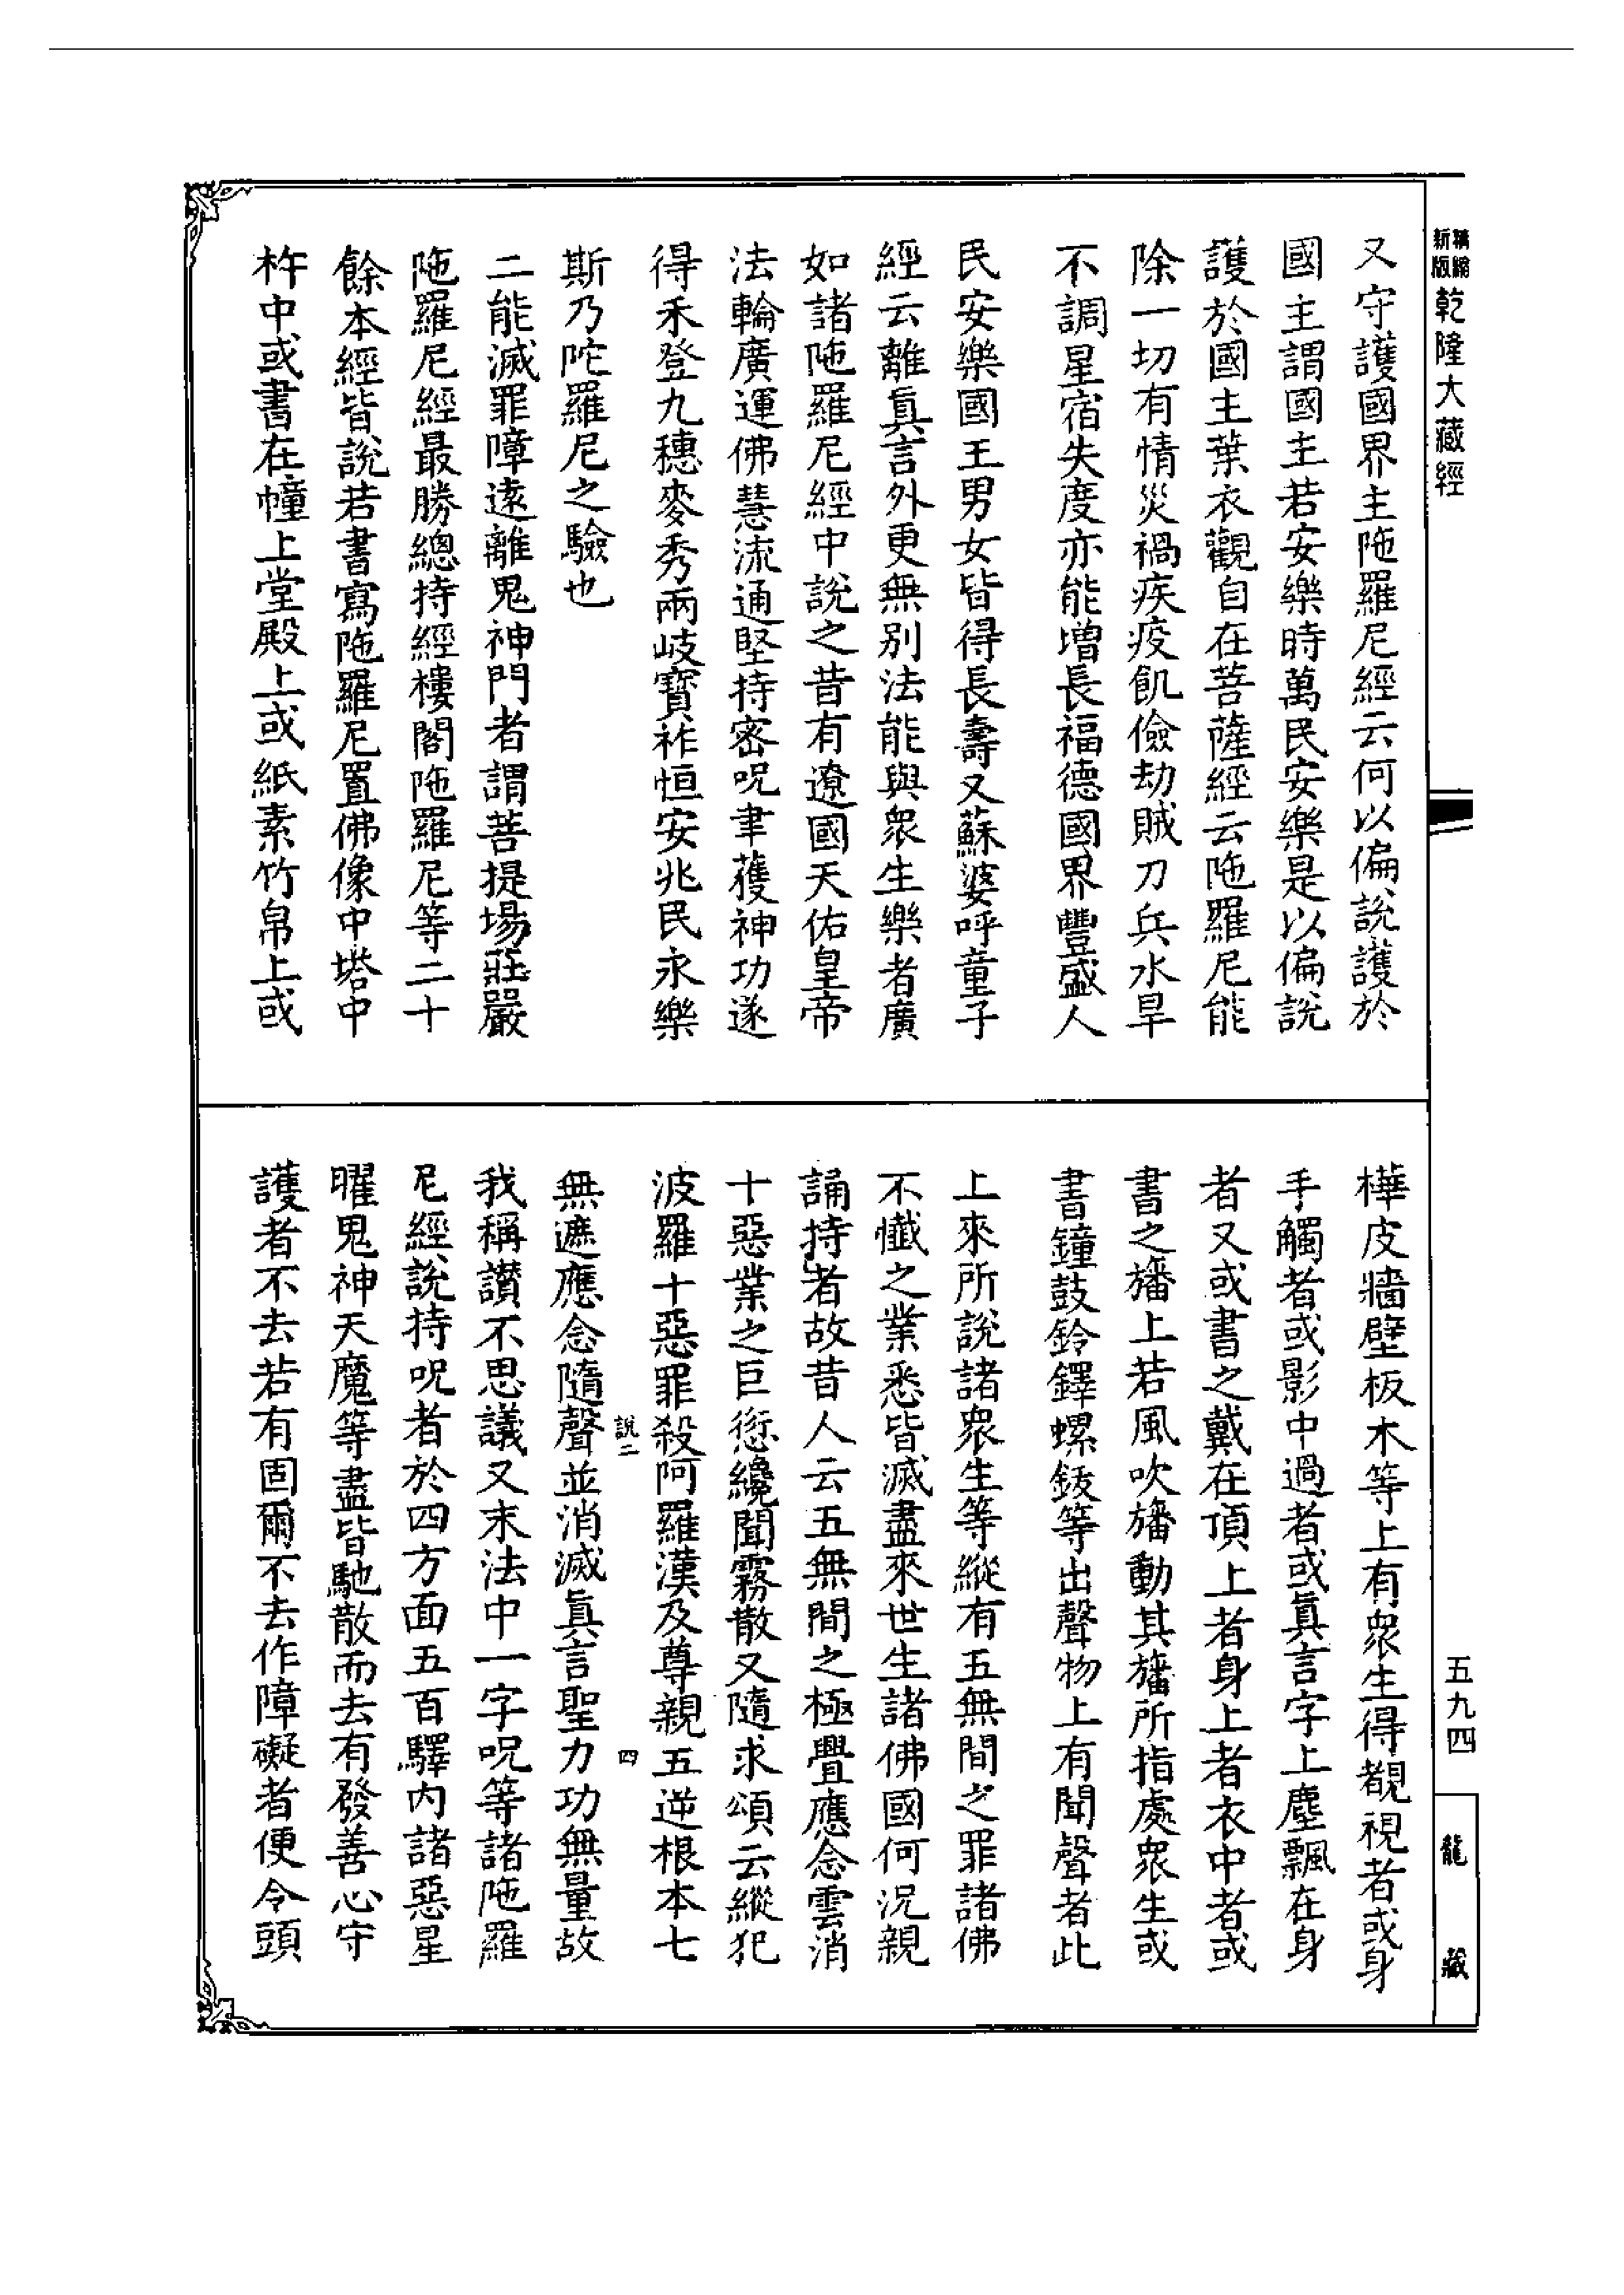 精縮
新版
乾隆大藏經
又守護國界主陁羅尼經云何以偏説護於
國主謂國主若安樂時萬民安樂是以偏説
護於國主葉衣觀自在菩薩經云陁羅尼能
除一切有情災禍疾疫飢儉劫賊刀兵水旱
不調星宿失度亦能增長福德國界豐盛人
民安樂國王男女皆得長壽又蘇婆呼童子
經云離眞言外更無別法能與衆生樂者廣
如諸陁羅尼經中説之昔有遼國天佑皇帝
法輪廣運佛慧流通堅持密呪聿獲神功遂
得禾登九穗麥秀兩岐寶祚恒安兆民永樂
斯乃陀羅尼之驗也
二能滅罪障遠離鬼神門者謂菩提場莊嚴
陁羅尼經最勝總持經樓閣陁羅尼等二十
餘本經皆説若書寫陁羅尼置佛像中塔中
杵中或書在幢上堂殿上或紙素竹帛上或
樺皮牆壁板木等上有衆生得覩視者或身
手觸者或影中過者或眞言字上塵飄在身
者又或書之戴在頂上者身上者衣中者或
書之旛上若風吹旛動其旛所指處衆生或
書鐘鼓鈴鐸螺鈸等出聲物上有聞聲者此
上來所説諸衆生等縱有五無間之罪諸佛
不懺之業悉皆滅盡來世生諸佛國何況親
誦持者故昔人云五無間之極釁應念雲消
十惡業之巨愆纔聞霧散又隨求頌云縱犯
波羅十惡罪殺阿羅漢及尊親五逆根本七
説二
四
無遮應念隨聲並消滅眞言聖力功無量故
我稱讚不思議又末法中一字呪等諸陁羅
尼經説持呪者於四方面五百驛内諸惡星
曜鬼神天魔等盡皆馳散而去有發善心守
護者不去若有固爾不去作障礙者便令頭
五九四
龍藏